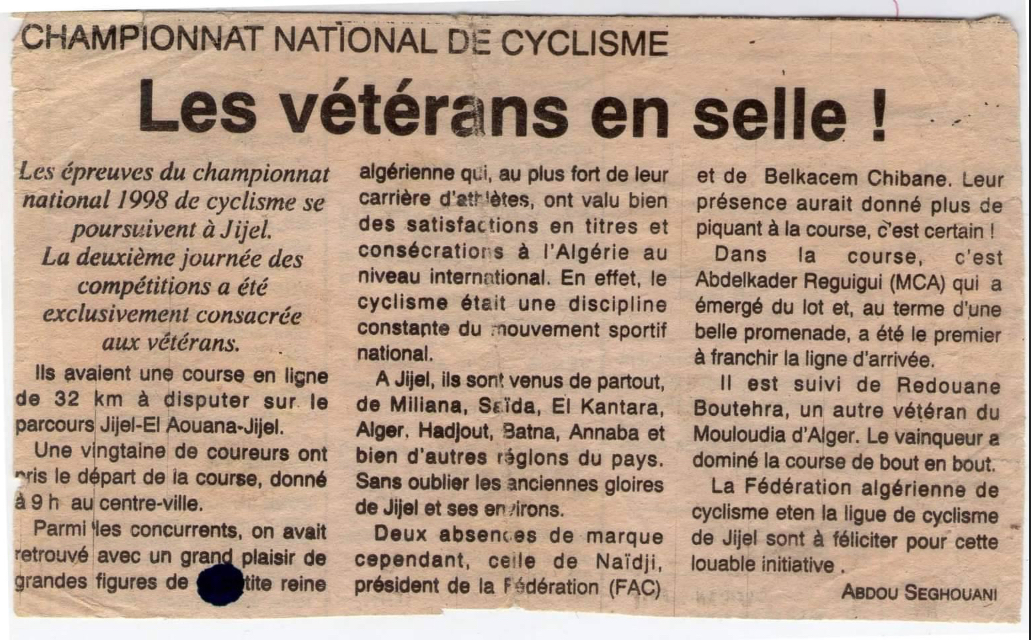 CHAMPIONNAT NATIONAL DE CYCLISME
Les vétérans en selle !
Les épreuves du championnat
national 1998 de cyclisme se
poursuivent à Jijel.
La deuxième journée des
compétitions a été
exclusivement consacrée
aux vétérans.
Ils avaient une course en ligne
de 32 km à disputer sur le
parcours Jijel-El Aouana-Jijel.
Une vingtaine de coureurs ont
pris le départ de la course, donné
à 9 h au centre-ville.
Parmi les concurrents, on avait
retrouvé avec un grand plaisir de
grandes figures de tite reine
algérienne qui, au plus fort de leur
carrière d'athlètes, ont valu bien
des satisfactions en titres et
consécrations à l'Algérie au
niveau international. En effet, le
cyclisme était une discipline
constante du mouvement sportif
national.
A Jijel, ils sont venus de partout,
de Miliana, Saïda, El Kantara,
Alger, Hadjout, Batna, Annaba et
bien d'autres régions du pays.
Sans oublier les anciennes gloires
de Jijel et ses environs.
Deux absences de marque
cependant, celle de Naïdji,
président de la Fédération (FAC)
et de Belkacem Chibane. Leur
présence aurait donné plus de
piquant à la course, c'est certain !
Dans la course, c'est
Abdelkader Reguigui (MCA) qui a
émergé du lot et, au terme d'une
belle promenade, a été le premier
à franchir la ligne d'arrivée.
Il est suivi de Redouane
Boutehra, un autre vétéran du
Mouloudia d'Alger. Le vainqueur a
dominé la course de bout en bout.
La Fédération algérienne de
cyclisme eten la ligue de cyclisme
de Jijel sont à féliciter pour cette
louable initiative .
ABDOU SEGHOUANI